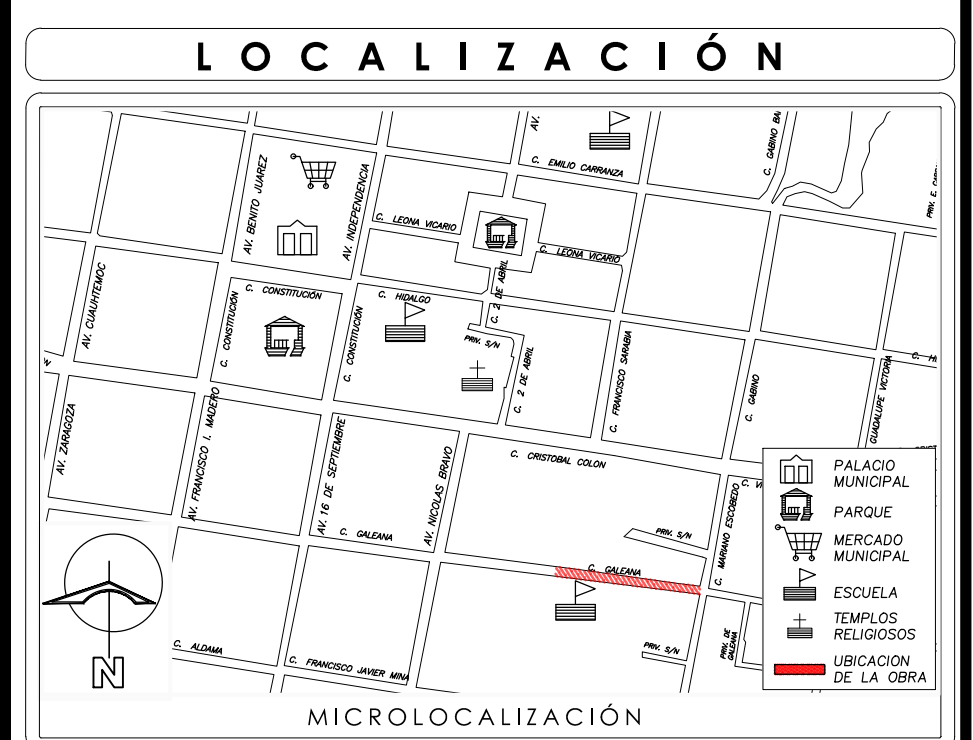 LOCALIZACIÓN
AV.
C. EMILIO CARRANZA
C. GABINO BA
PRIV. E. CARR
AV. BENITO JUAREZ
AV. INDEPENDENCIA
C. LEONA VICARIO
C. LEONA VICARIO
AV. CUAUHTEMOC
C. CONSTITUCIÓN
C. CONSTITUCIÓN
C. CONSTITUCIÓN
C. HIDALGO
C. 2 DE ABRIL
PRIV. S/N
C. 2 DE ABRIL
C. FRANCISCO SARABIA
C. GABINO
GUADALUPE VICTORIA
C. HI
AV. ZARAGOZA
AV. FRANCISCO I. MADERO
AV. 16 DE SEPTIEMBRE
AV. NICOLAS BRAVO
C. CRISTOBAL COLON
C. MARIANO ESCOBEDO
C. VI
C. GALEANA
PRIV. S/N
C. GALEANA
PRIV. S/N
PRIV. DE
GALEANA
C. ALDAMA
C. FRANCISCO JAVIER MINA
N
PALACIO
MUNICIPAL
PARQUE
MERCADO
MUNICIPAL
ESCUELA
TEMPLOS
RELIGIOSOS
UBICACION
DE LA OBRA
MICROLOCALIZACIÓN